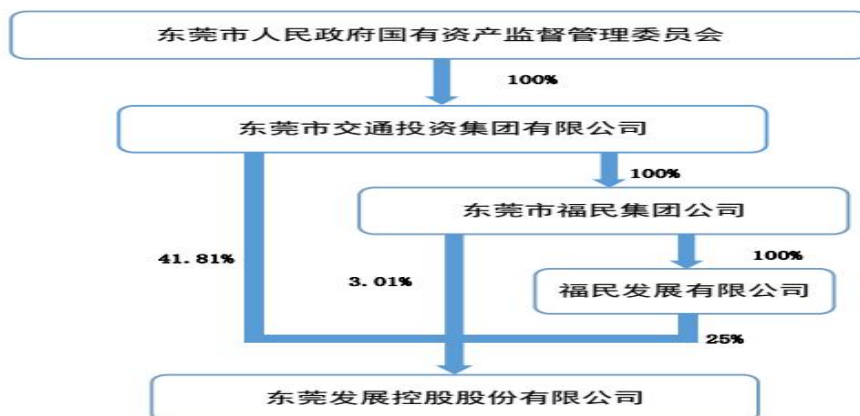 东莞市人民政府国有资产监督管理委员会
100%
东莞市交通投资集团有限公司
100%
东莞市福民集团公司
41.81%
3.01%
100%
福民发展有限公司
25%
东莞发展控股股份有限公司